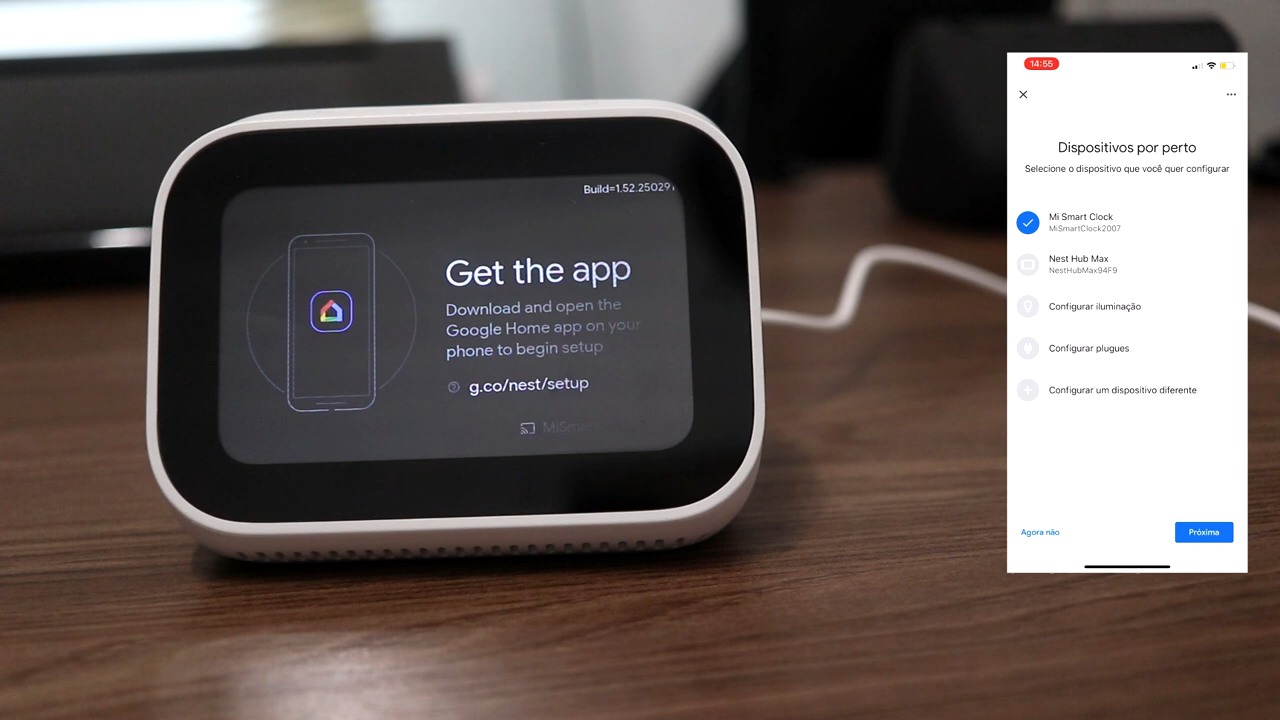 Build=1.52.25029
Get the app
Download and open the
Google Home app on your
phone to begin setup
g.co/nest/setup
14:55
Dispositivos por perto
Selecione o dispositivo que você quer configurar
Mi Smart Clock
MiSmartClock2007
Nest Hub Max
NestHubMax94F9
Configurar iluminação
Configurar plugues
Configurar um dispositivo diferente
Agora não
Próxima